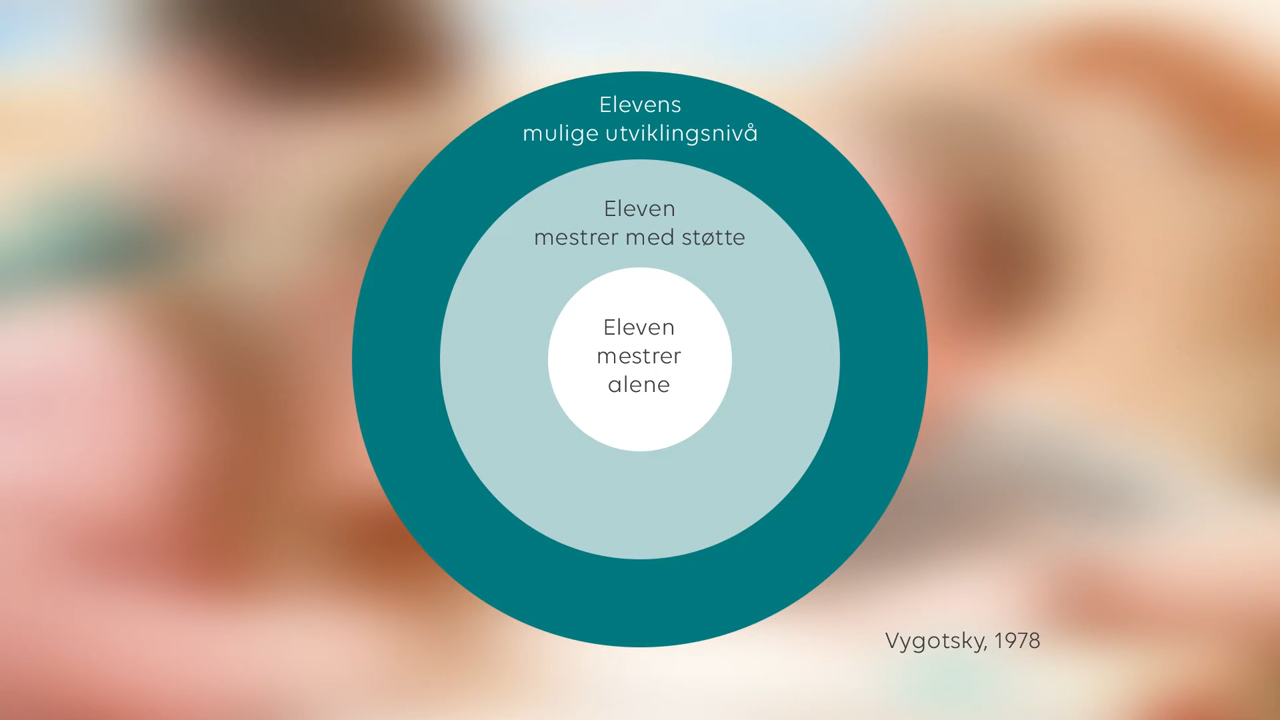 Elevens
mulige utviklingsnivå
Eleven
mestrer med støtte
Eleven
mestrer
alene
Vygotsky, 1978